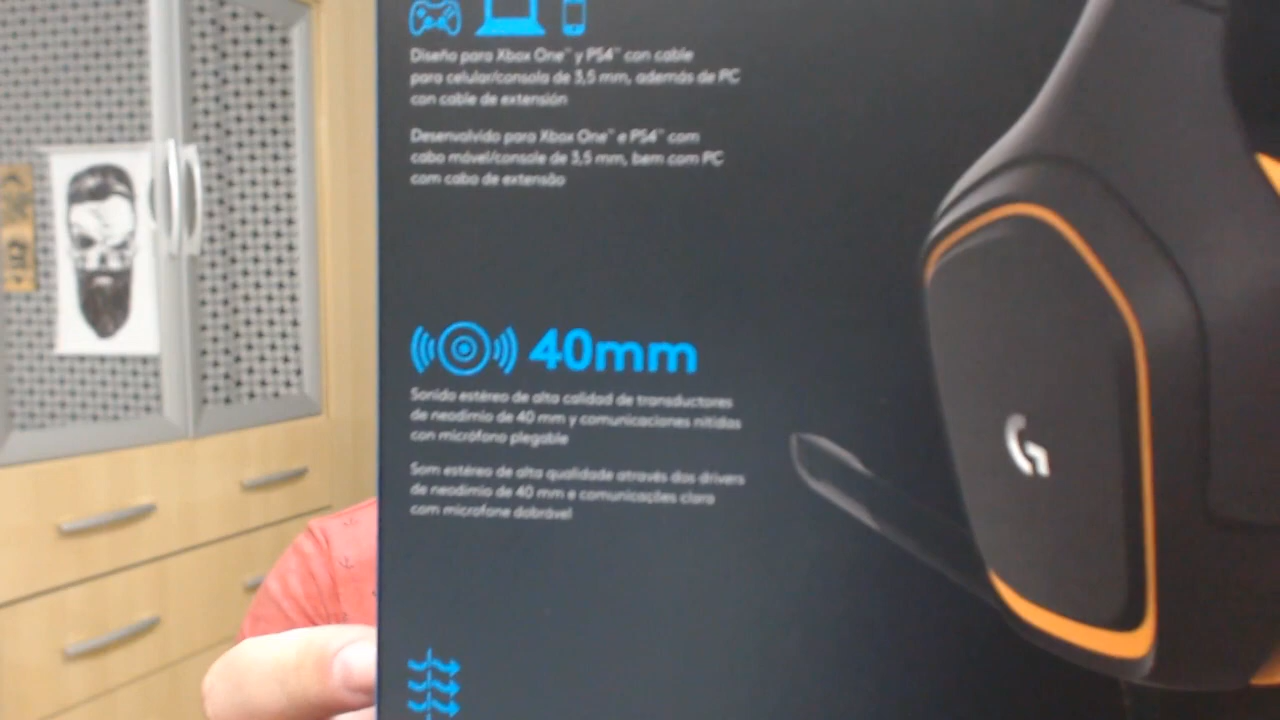 Diseño para Xbox One™ y PS4™ con cable
para celular/consola de 3,5 mm, además de PC
con cable de extensión
Desenvolvido para Xbox One™ e PS4™ com
cabo móvel/console de 3,5 mm, bem com PC
com cabo de extensão
40mm
Sonido estéreo de alta calidad de transductores
de neodimio de 40 mm y comunicaciones nítidas
con micrófono plegable
Som estéreo de alta qualidade através dos drivers
de neodímio de 40 mm e comunicações clara
com microfone dobrável
G